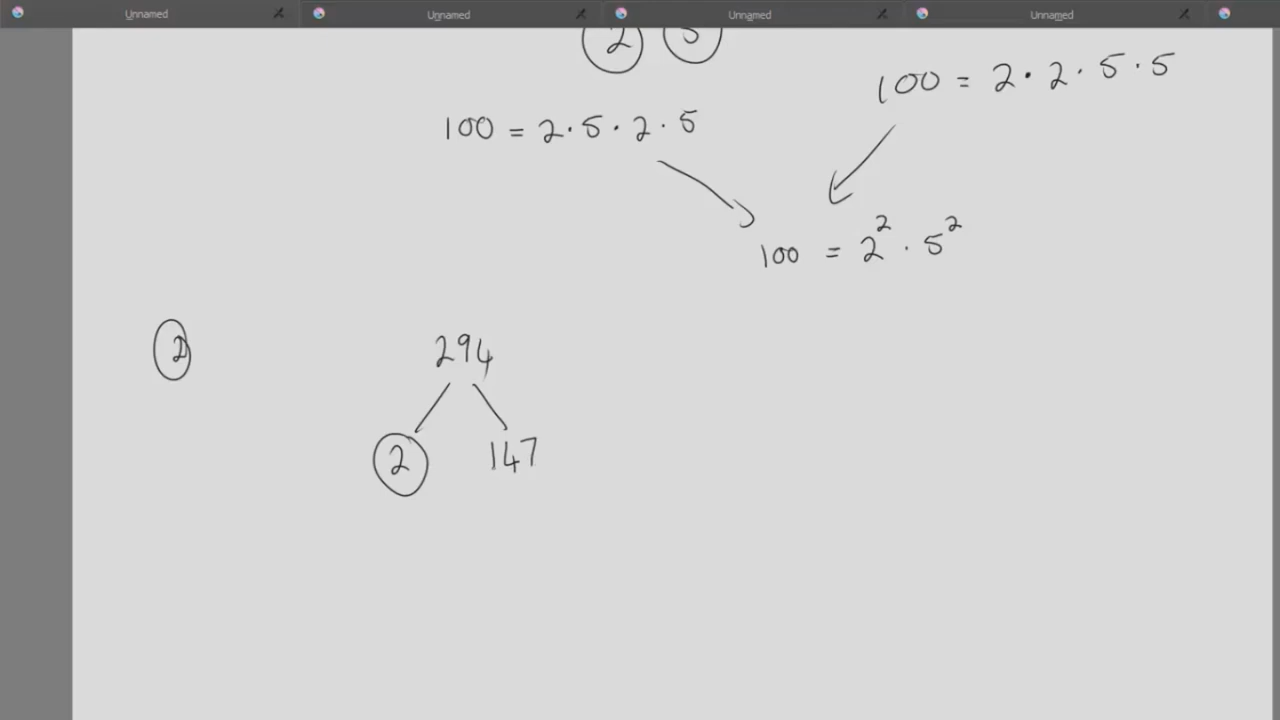 Unnamed Unnamed Unnamed Unnamed
2 5
100 = 2 · 2 · 5 · 5
100 = 2 · 5 · 2 · 5
100 = 2² · 5²
2 294
2 147